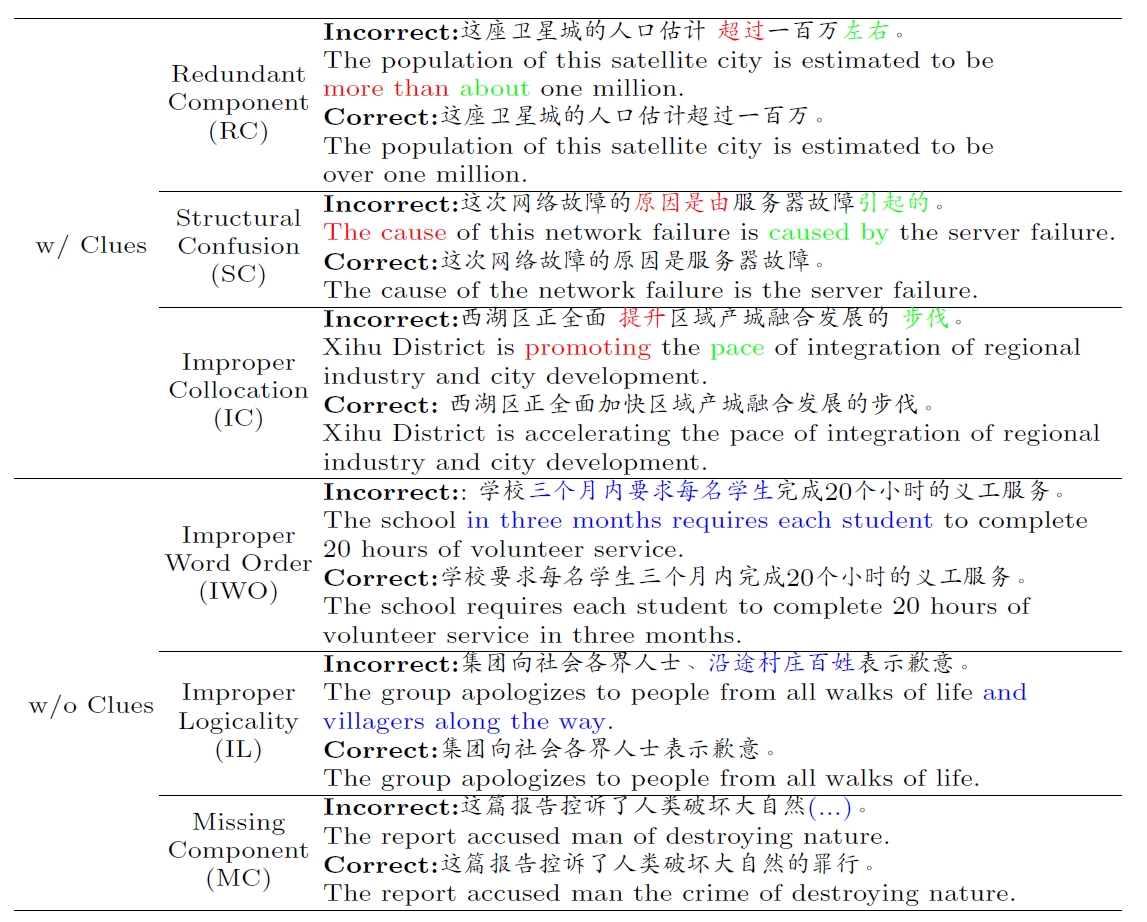 Redundant
Component
(RC)
Incorrect:这座卫星城的人口估计 超过一百万左右。
The population of this satellite city is estimated to be
more than about one million.
Correct:这座卫星城的人口估计超过一百万。
The population of this satellite city is estimated to be
over one million.
w/ Clues
Structural
Confusion
(SC)
Incorrect:这次网络故障的原因是由服务器故障引起的。
The cause of this network failure is caused by the server failure.
Correct:这次网络故障的原因是服务器故障。
The cause of the network failure is the server failure.
Improper
Collocation
(IC)
Incorrect:西湖区正全面 提升区域产城融合发展的 步伐。
Xihu District is promoting the pace of integration of regional
industry and city development.
Correct: 西湖区正全面加快区域产城融合发展的步伐。
Xihu District is accelerating the pace of integration of regional
industry and city development.
Improper
Word Order
(IWO)
Incorrect:: 学校三个月内要求每名学生完成20个小时的义工服务。
The school in three months requires each student to complete
20 hours of volunteer service.
Correct:学校要求每名学生三个月内完成20个小时的义工服务。
The school requires each student to complete 20 hours of
volunteer service in three months.
w/o Clues
Improper
Logicality
(IL)
Incorrect:集团向社会各界人士、沿途村庄百姓表示歉意。
The group apologizes to people from all walks of life and
villagers along the way.
Correct:集团向社会各界人士表示歉意。
The group apologizes to people from all walks of life.
Missing
Component
(MC)
Incorrect:这篇报告控诉了人类破坏大自然(...)。
The report accused man of destroying nature.
Correct:这篇报告控诉了人类破坏大自然的罪行。
The report accused man the crime of destroying nature.